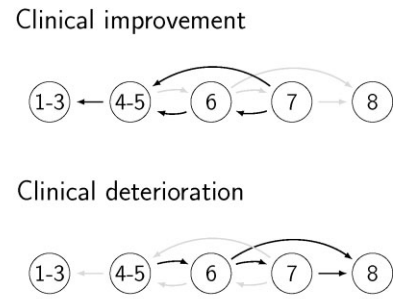 Clinical improvement
1-3 4-5 6 7 8
Clinical deterioration
1-3 4-5 6 7 8